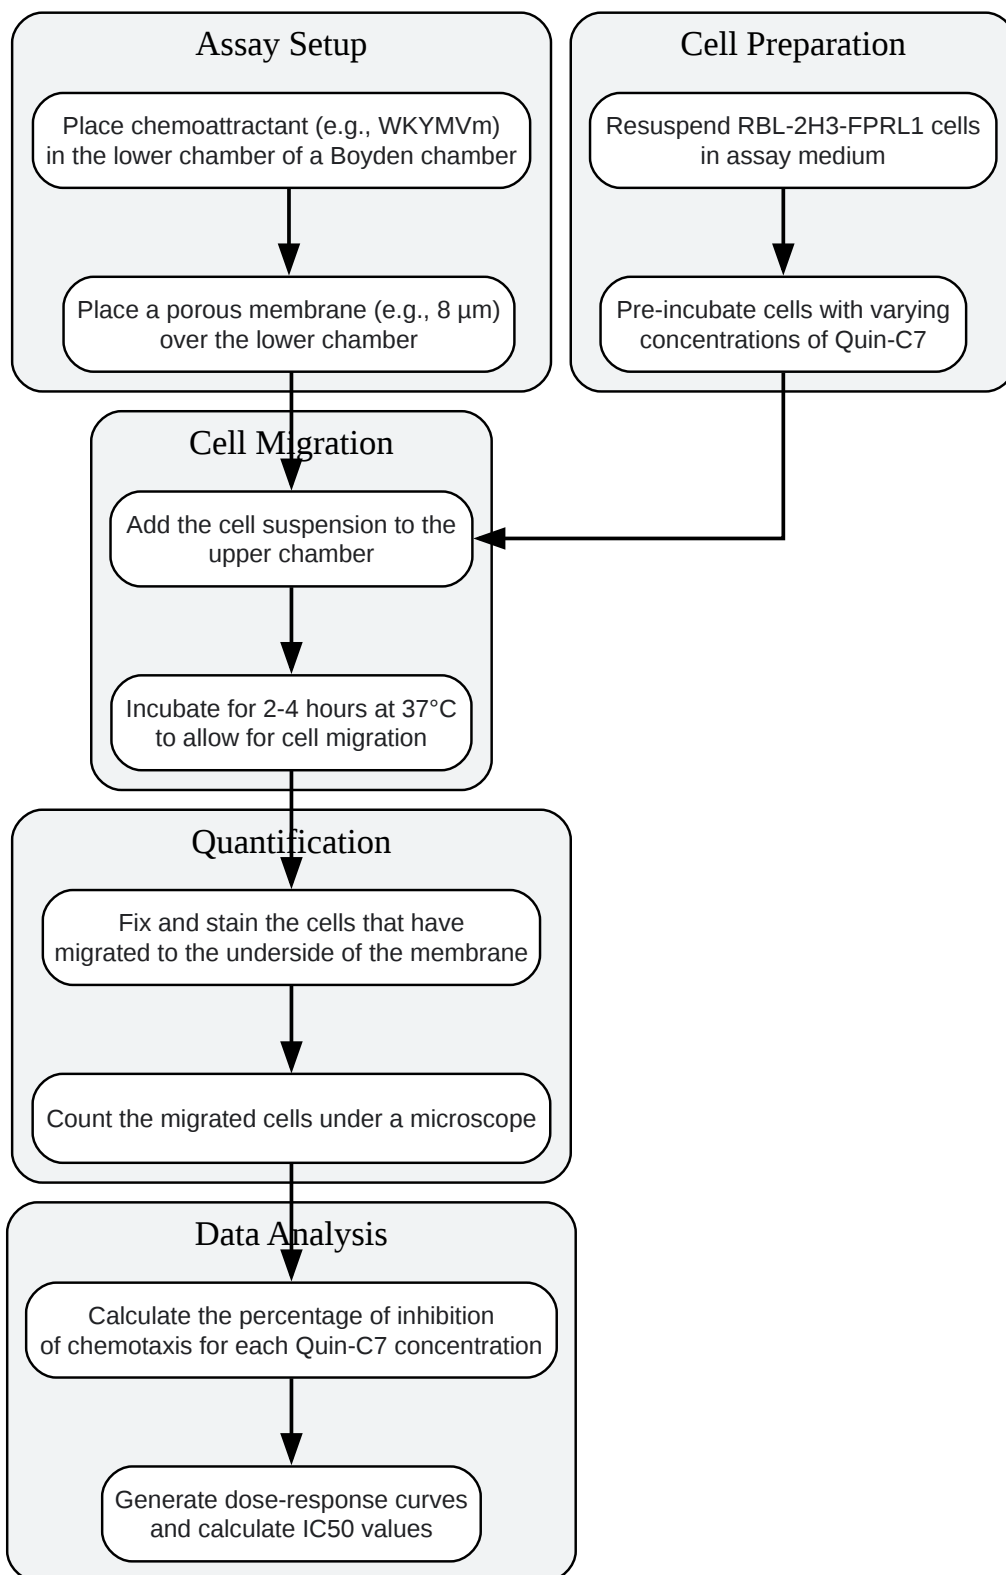 Assay Setup
Place chemoattractant (e.g., WKYMVm)
in the lower chamber of a Boyden chamber
Place a porous membrane (e.g., 8 µm)
over the lower chamber
Cell Preparation
Resuspend RBL-2H3-FPRL1 cells
in assay medium
Pre-incubate cells with varying
concentrations of Quin-C7
Cell Migration
Add the cell suspension to the
upper chamber
Incubate for 2-4 hours at 37°C
to allow for cell migration
Quantification
Fix and stain the cells that have
migrated to the underside of the membrane
Count the migrated cells under a microscope
Data Analysis
Calculate the percentage of inhibition
of chemotaxis for each Quin-C7 concentration
Generate dose-response curves
and calculate IC50 values